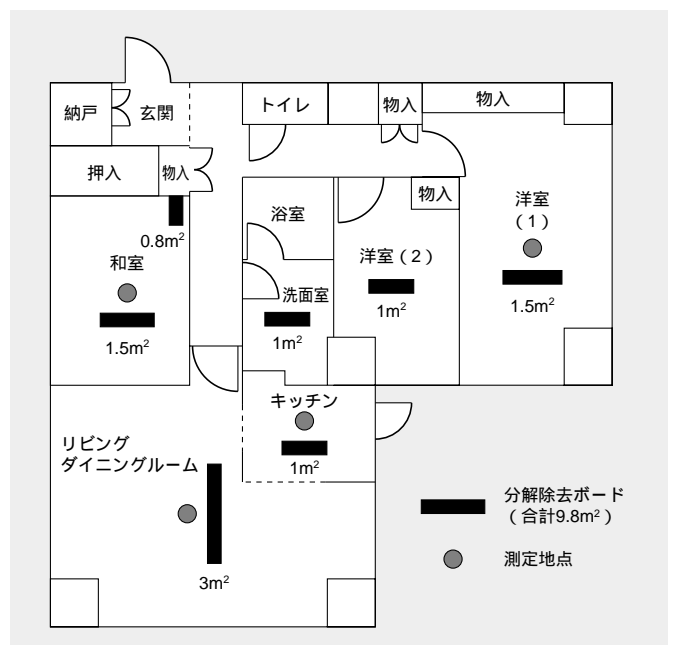 納戸
玄関
トイレ
物入
物入
押入
物入
浴室
物入
洋室
（1）
0.8m²
和室
洋室（2）
洗面室
1.5m²
1m²
1m²
1.5m²
キッチン
1m²
リビング
ダイニングルーム
3m²
分解除去ボード
（合計9.8m²）
測定地点